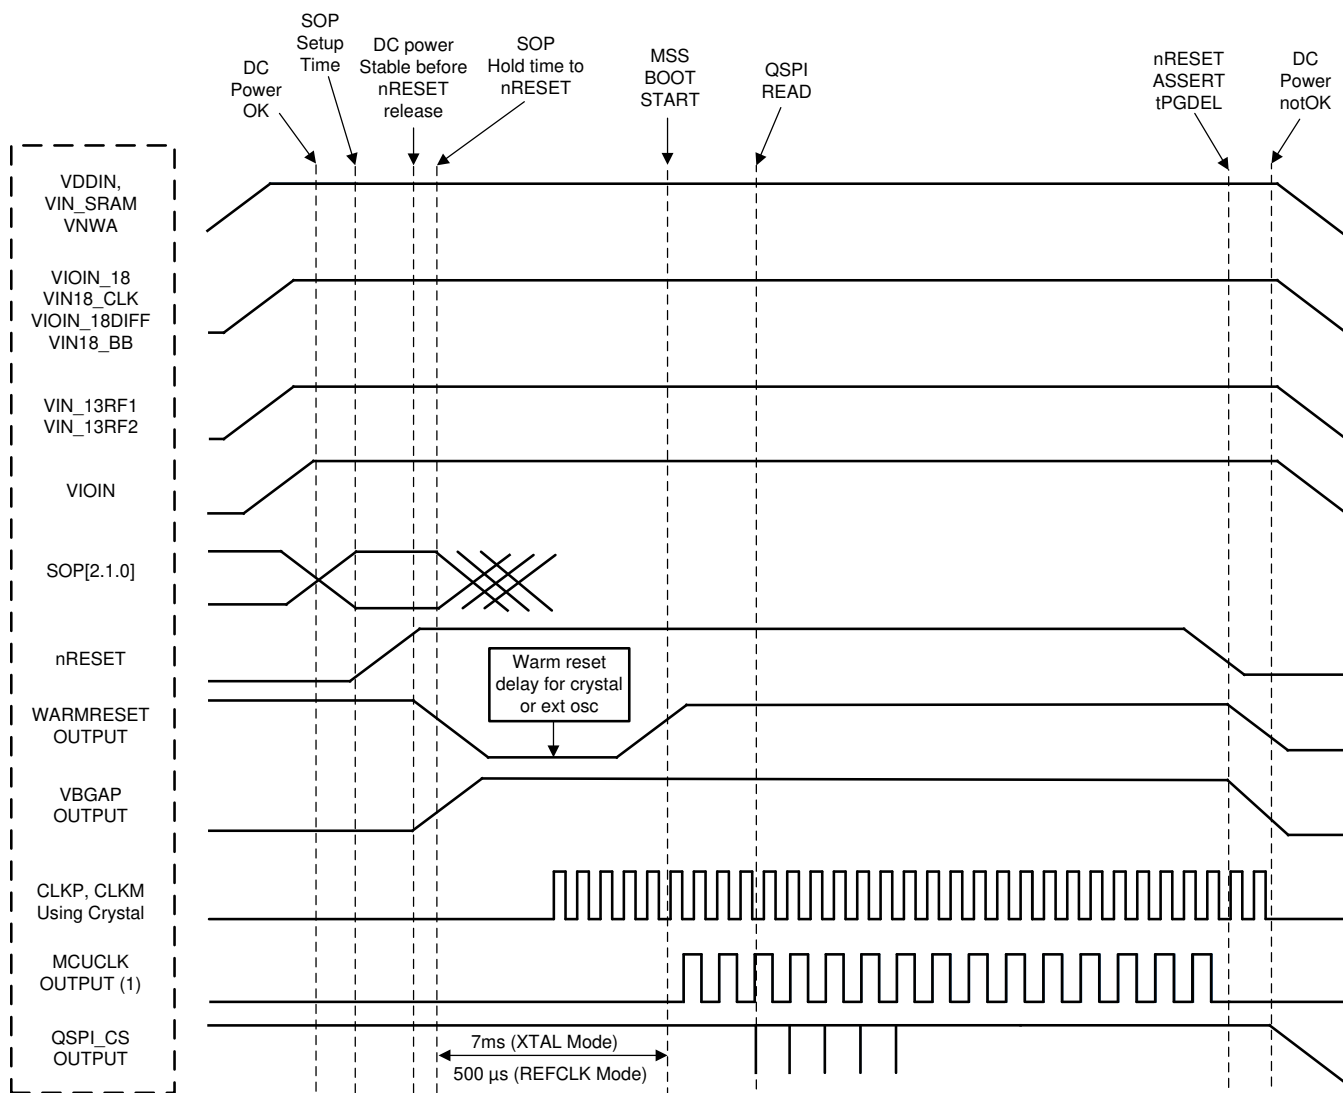 DC
Power
OK
SOP
Setup
Time
DC power
Stable before
nRESET
release
SOP
Hold time to
nRESET
MSS
BOOT
START
QSPI
READ
nRESET
ASSERT
tPGDEL
DC
Power
notOK
VDDIN,
VIN_SRAM
VNWA
VIOIN_18
VIN18_CLK
VIOIN_18DIFF
VIN18_BB
VIN_13RF1
VIN_13RF2
VIOIN
SOP[2.1.0]
nRESET
Warm reset
delay for crystal
or ext osc
WARMRESET
OUTPUT
VBGAP
OUTPUT
CLKP, CLKM
Using Crystal
MCUCLK
OUTPUT (1)
QSPI_CS
OUTPUT
7ms (XTAL Mode)
500 µs (REFCLK Mode)